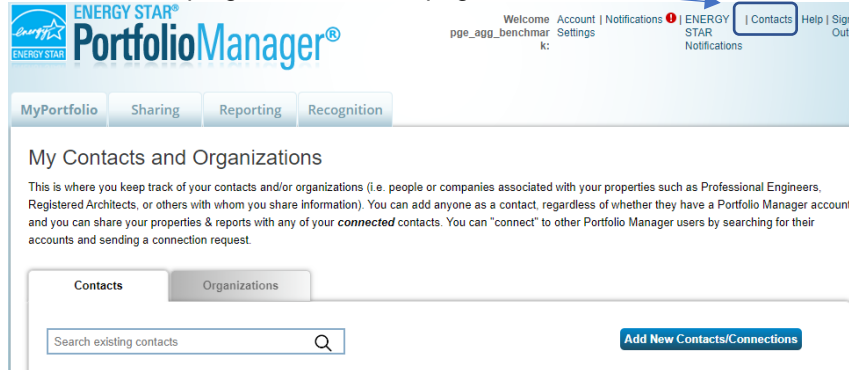 ENERGY STAR®
PortfolioManager®
energy
ENERGY STAR
Welcome
pge_agg_benchmar
k:
Account | Notifications | ENERGY | Contacts Help | Sign
Settings STAR Out
Notifications
MyPortfolio Sharing Reporting Recognition
My Contacts and Organizations
This is where you keep track of your contacts and/or organizations (i.e. people or companies associated with your properties such as Professional Engineers,
Registered Architects, or others with whom you share information). You can add anyone as a contact, regardless of whether they have a Portfolio Manager account
and you can share your properties & reports with any of your connected contacts. You can "connect" to other Portfolio Manager users by searching for their
accounts and sending a connection request.
Contacts Organizations
Search existing contacts
Add New Contacts/Connections